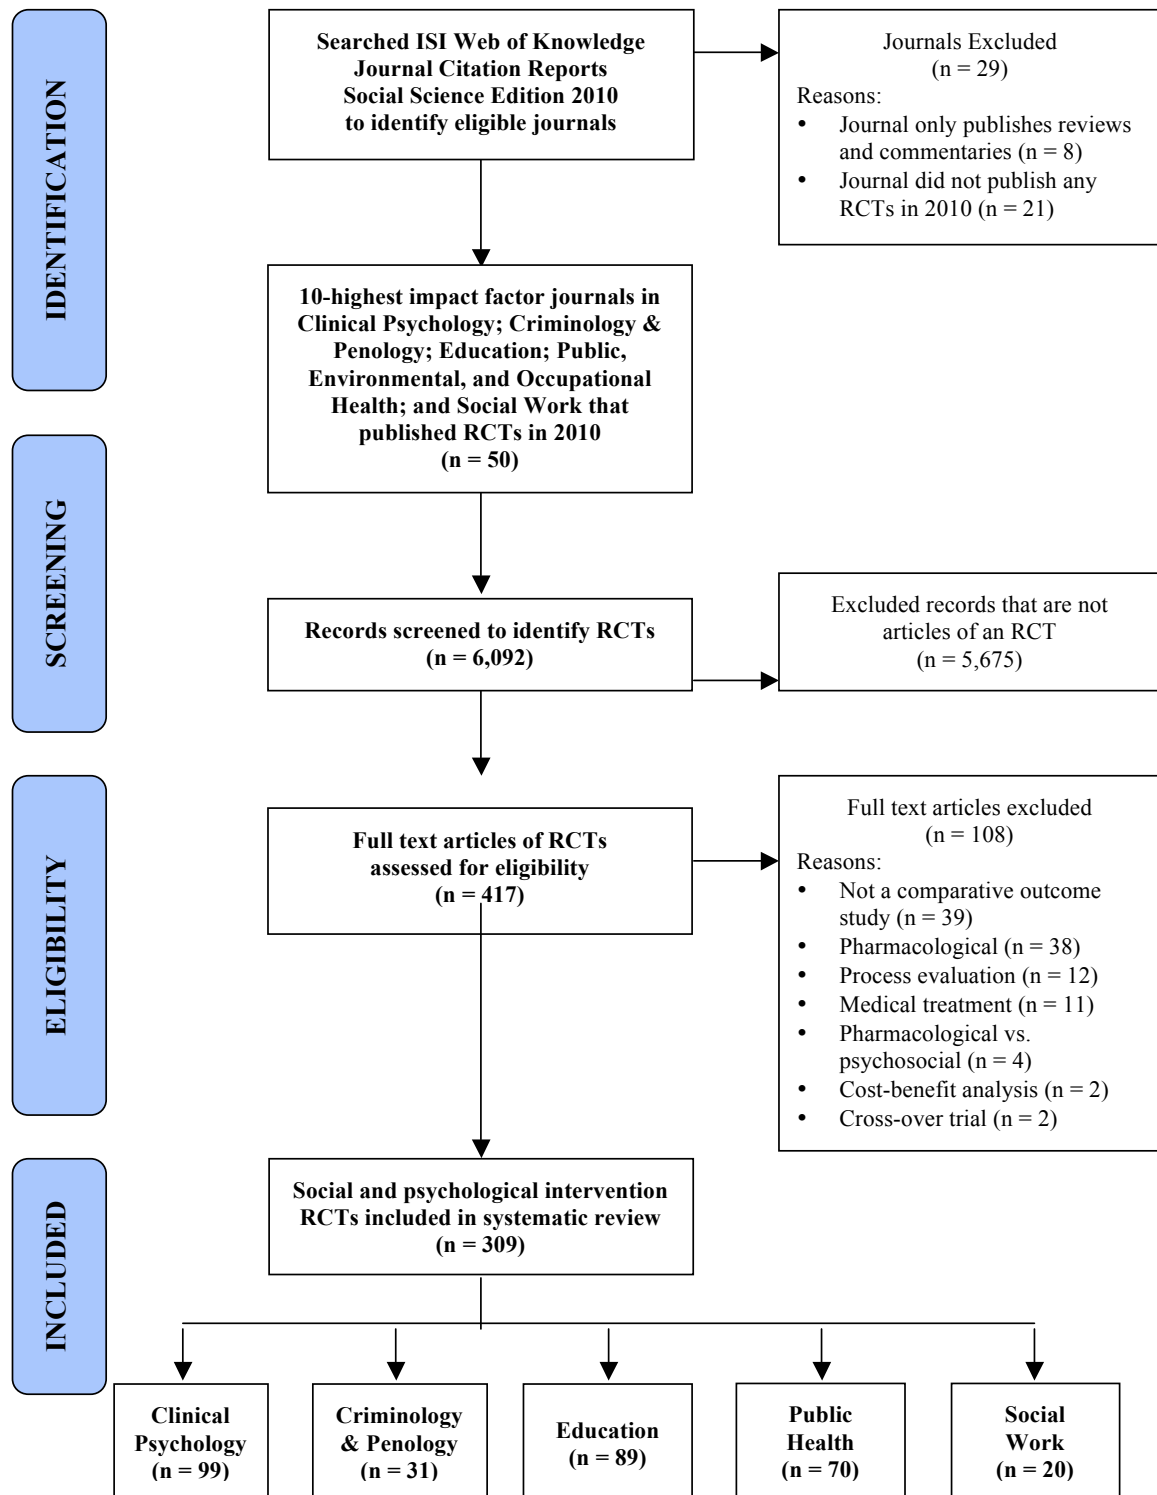 IDENTIFICATION
Searched ISI Web of Knowledge
Journal Citation Reports
Social Science Edition 2010
to identify eligible journals
Journals Excluded
(n = 29)
Reasons:
• Journal only publishes reviews
and commentaries (n = 8)
• Journal did not publish any
RCTs in 2010 (n = 21)
10-highest impact factor journals in
Clinical Psychology; Criminology &
Penology; Education; Public,
Environmental, and Occupational
Health; and Social Work that
published RCTs in 2010
(n = 50)
SCREENING
Records screened to identify RCTs
(n = 6,092)
Excluded records that are not
articles of an RCT
(n = 5,675)
ELIGIBILITY
Full text articles of RCTs
assessed for eligibility
(n = 417)
Full text articles excluded
(n = 108)
Reasons:
• Not a comparative outcome
study (n = 39)
• Pharmacological (n = 38)
• Process evaluation (n = 12)
• Medical treatment (n = 11)
• Pharmacological vs.
psychosocial (n = 4)
• Cost-benefit analysis (n = 2)
• Cross-over trial (n = 2)
INCLUDED
Social and psychological intervention
RCTs included in systematic review
(n = 309)
Clinical
Psychology
(n = 99)
Criminology
& Penology
(n = 31)
Education
(n = 89)
Public
Health
(n = 70)
Social
Work
(n = 20)